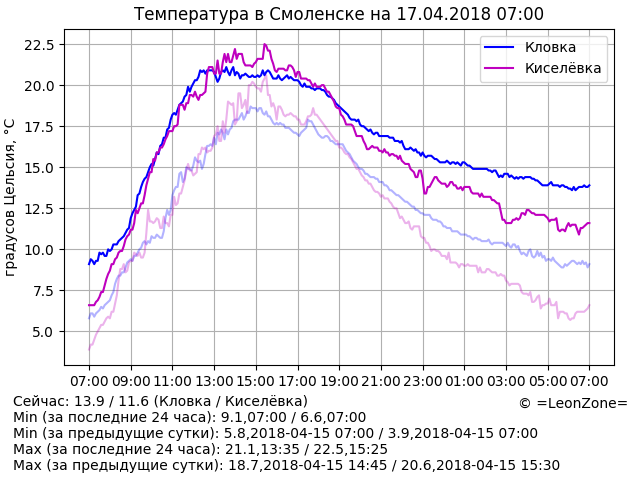 Температура в Смоленске на 17.04.2018 07:00
градусов Цельсия, °C
22.5
20.0
17.5
15.0
12.5
10.0
7.5
5.0
Кловка
Киселёвка
07:00 09:00 11:00 13:00 15:00 17:00 19:00 21:00 23:00 01:00 03:00 05:00 07:00
Сейчас: 13.9 / 11.6 (Кловка / Киселёвка)
© =LeonZone=
Min (за последние 24 часа): 9.1,07:00 / 6.6,07:00
Min (за предыдущие сутки): 5.8,2018-04-15 07:00 / 3.9,2018-04-15 07:00
Max (за последние 24 часа): 21.1,13:35 / 22.5,15:25
Max (за предыдущие сутки): 18.7,2018-04-15 14:45 / 20.6,2018-04-15 15:30